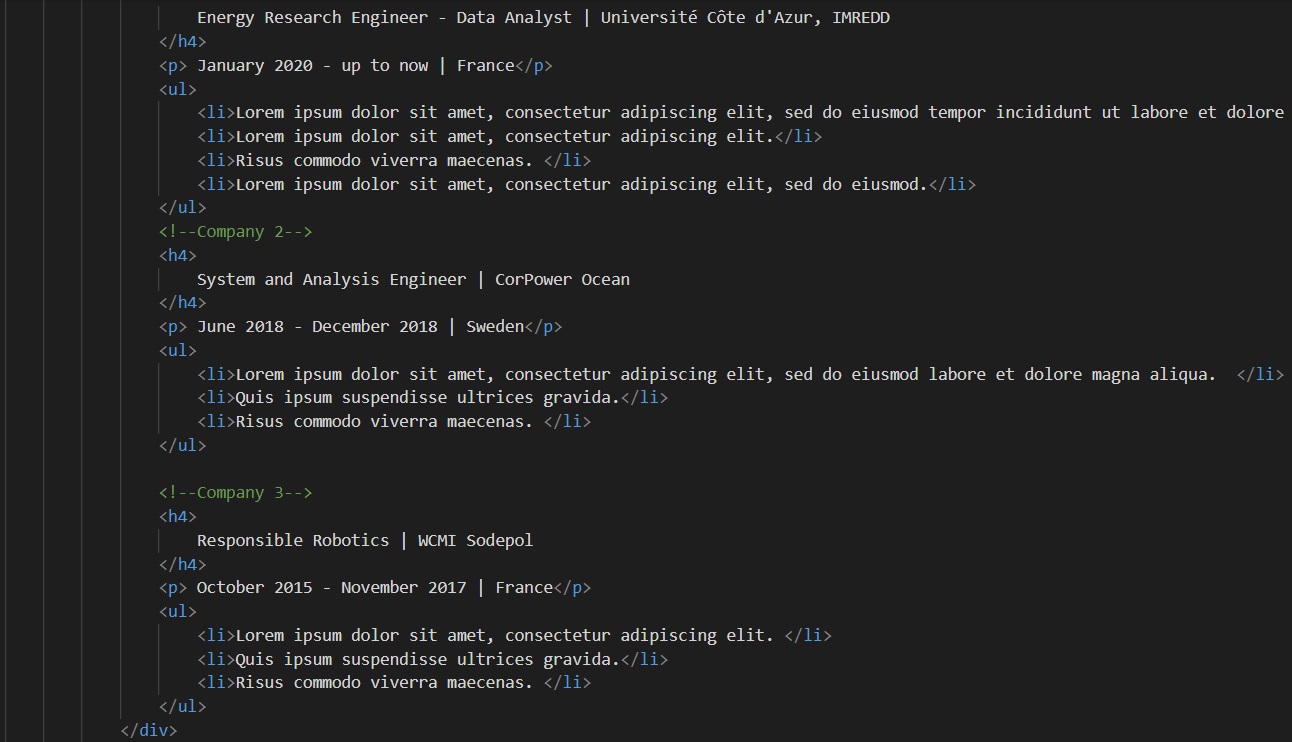 Energy Research Engineer - Data Analyst | Université Côte d'Azur, IMREDD
</h4>
<p> January 2020 - up to now | France</p>
<ul>
<li>Lorem ipsum dolor sit amet, consectetur adipiscing elit, sed do eiusmod tempor incididunt ut labore et dolore
<li>Lorem ipsum dolor sit amet, consectetur adipiscing elit.</li>
<li>Risus commodo viverra maecenas. </li>
<li>Lorem ipsum dolor sit amet, consectetur adipiscing elit, sed do eiusmod.</li>
</ul>
<!--Company 2-->
<h4>
System and Analysis Engineer | CorPower Ocean
</h4>
<p> June 2018 - December 2018 | Sweden</p>
<ul>
<li>Lorem ipsum dolor sit amet, consectetur adipiscing elit, sed do eiusmod labore et dolore magna aliqua.  </li>
<li>Quis ipsum suspendisse ultrices gravida.</li>
<li>Risus commodo viverra maecenas. </li>
</ul>
<!--Company 3-->
<h4>
Responsible Robotics | WCMI Sodepol
</h4>
<p> October 2015 - November 2017 | France</p>
<ul>
<li>Lorem ipsum dolor sit amet, consectetur adipiscing elit. </li>
<li>Quis ipsum suspendisse ultrices gravida.</li>
<li>Risus commodo viverra maecenas. </li>
</ul>
</div>